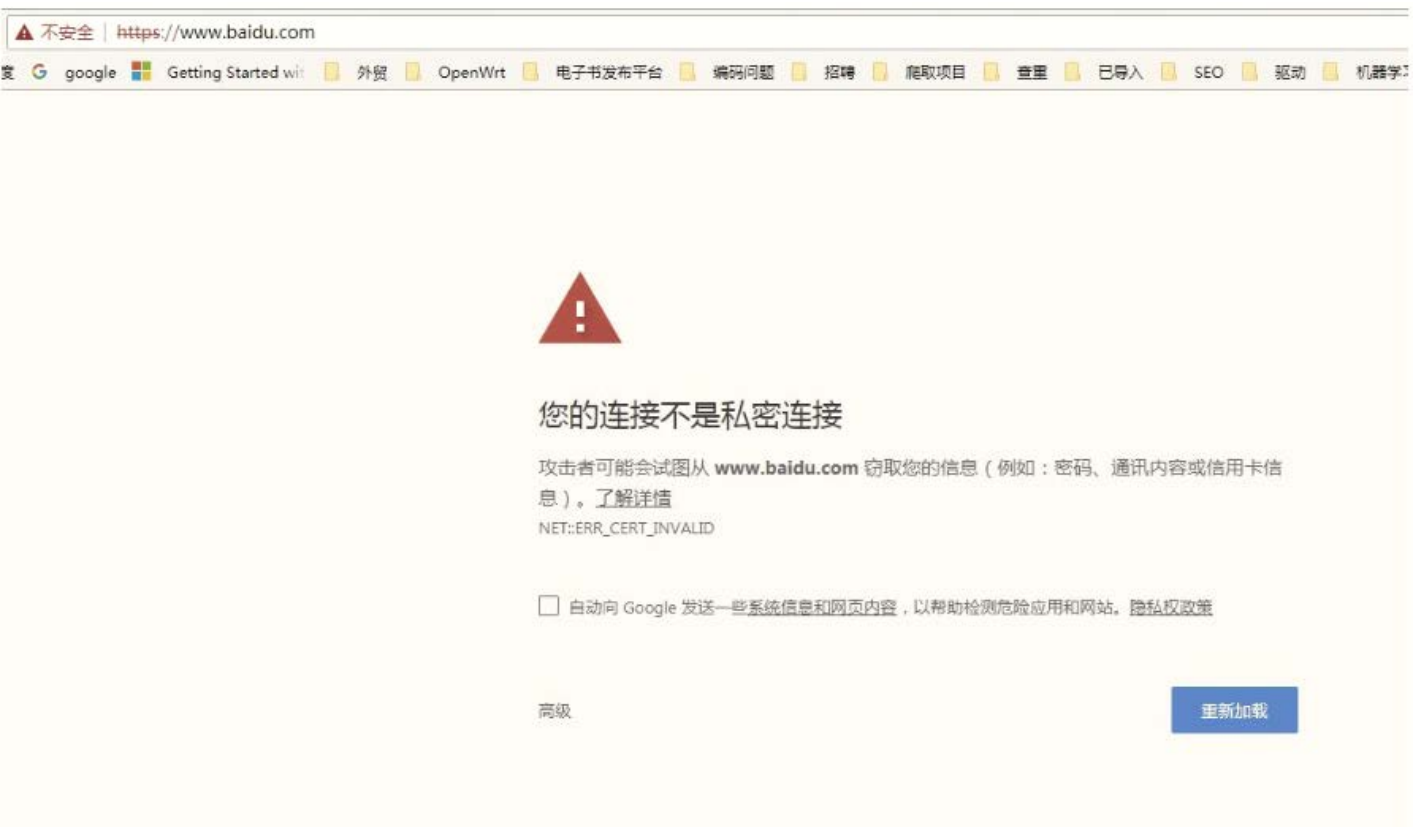 不安全 | https://www.baidu.com
度 google Getting Started wit 外贸 OpenWrt 电子书发布平台 编码问题 招聘 爬取项目 查重 已导入 SEO 驱动 机器学习
您的连接不是私密连接
攻击者可能会试图从 www.baidu.com 窃取您的信息（例如：密码、通讯内容或信用卡信
息）。了解详情
NET::ERR_CERT_INVALID
自动向 Google 发送一些系统信息和网页内容，以帮助检测危险应用和网站。隐私权政策
高级
重新加载